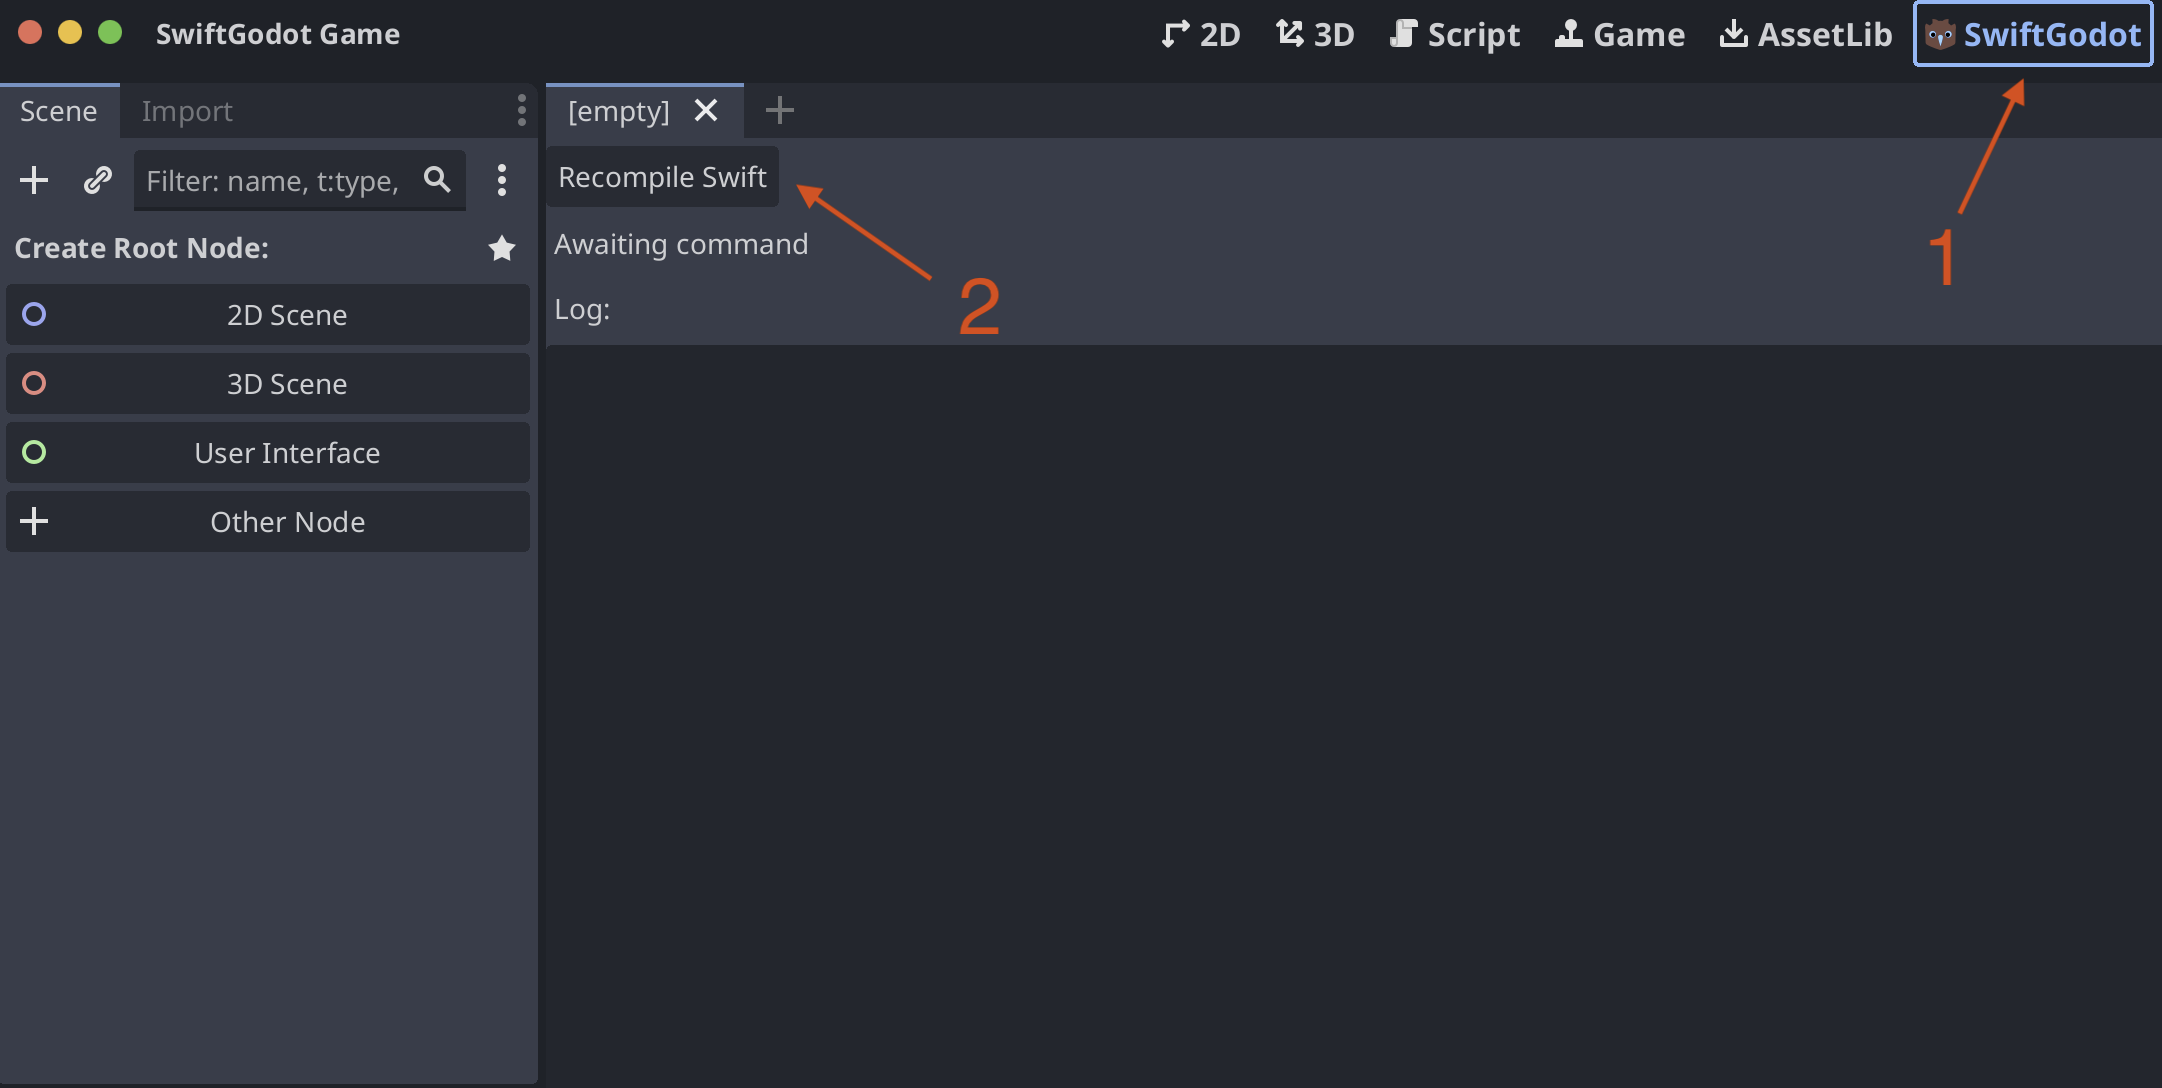 SwiftGodot Game
2D
3D
Script
Game
AssetLib
SwiftGodot
Scene
Import
[empty]
Filter: name, t:type,
Recompile Swift
1
Create Root Node:
Awaiting command
2
Log:
2D Scene
3D Scene
User Interface
Other Node